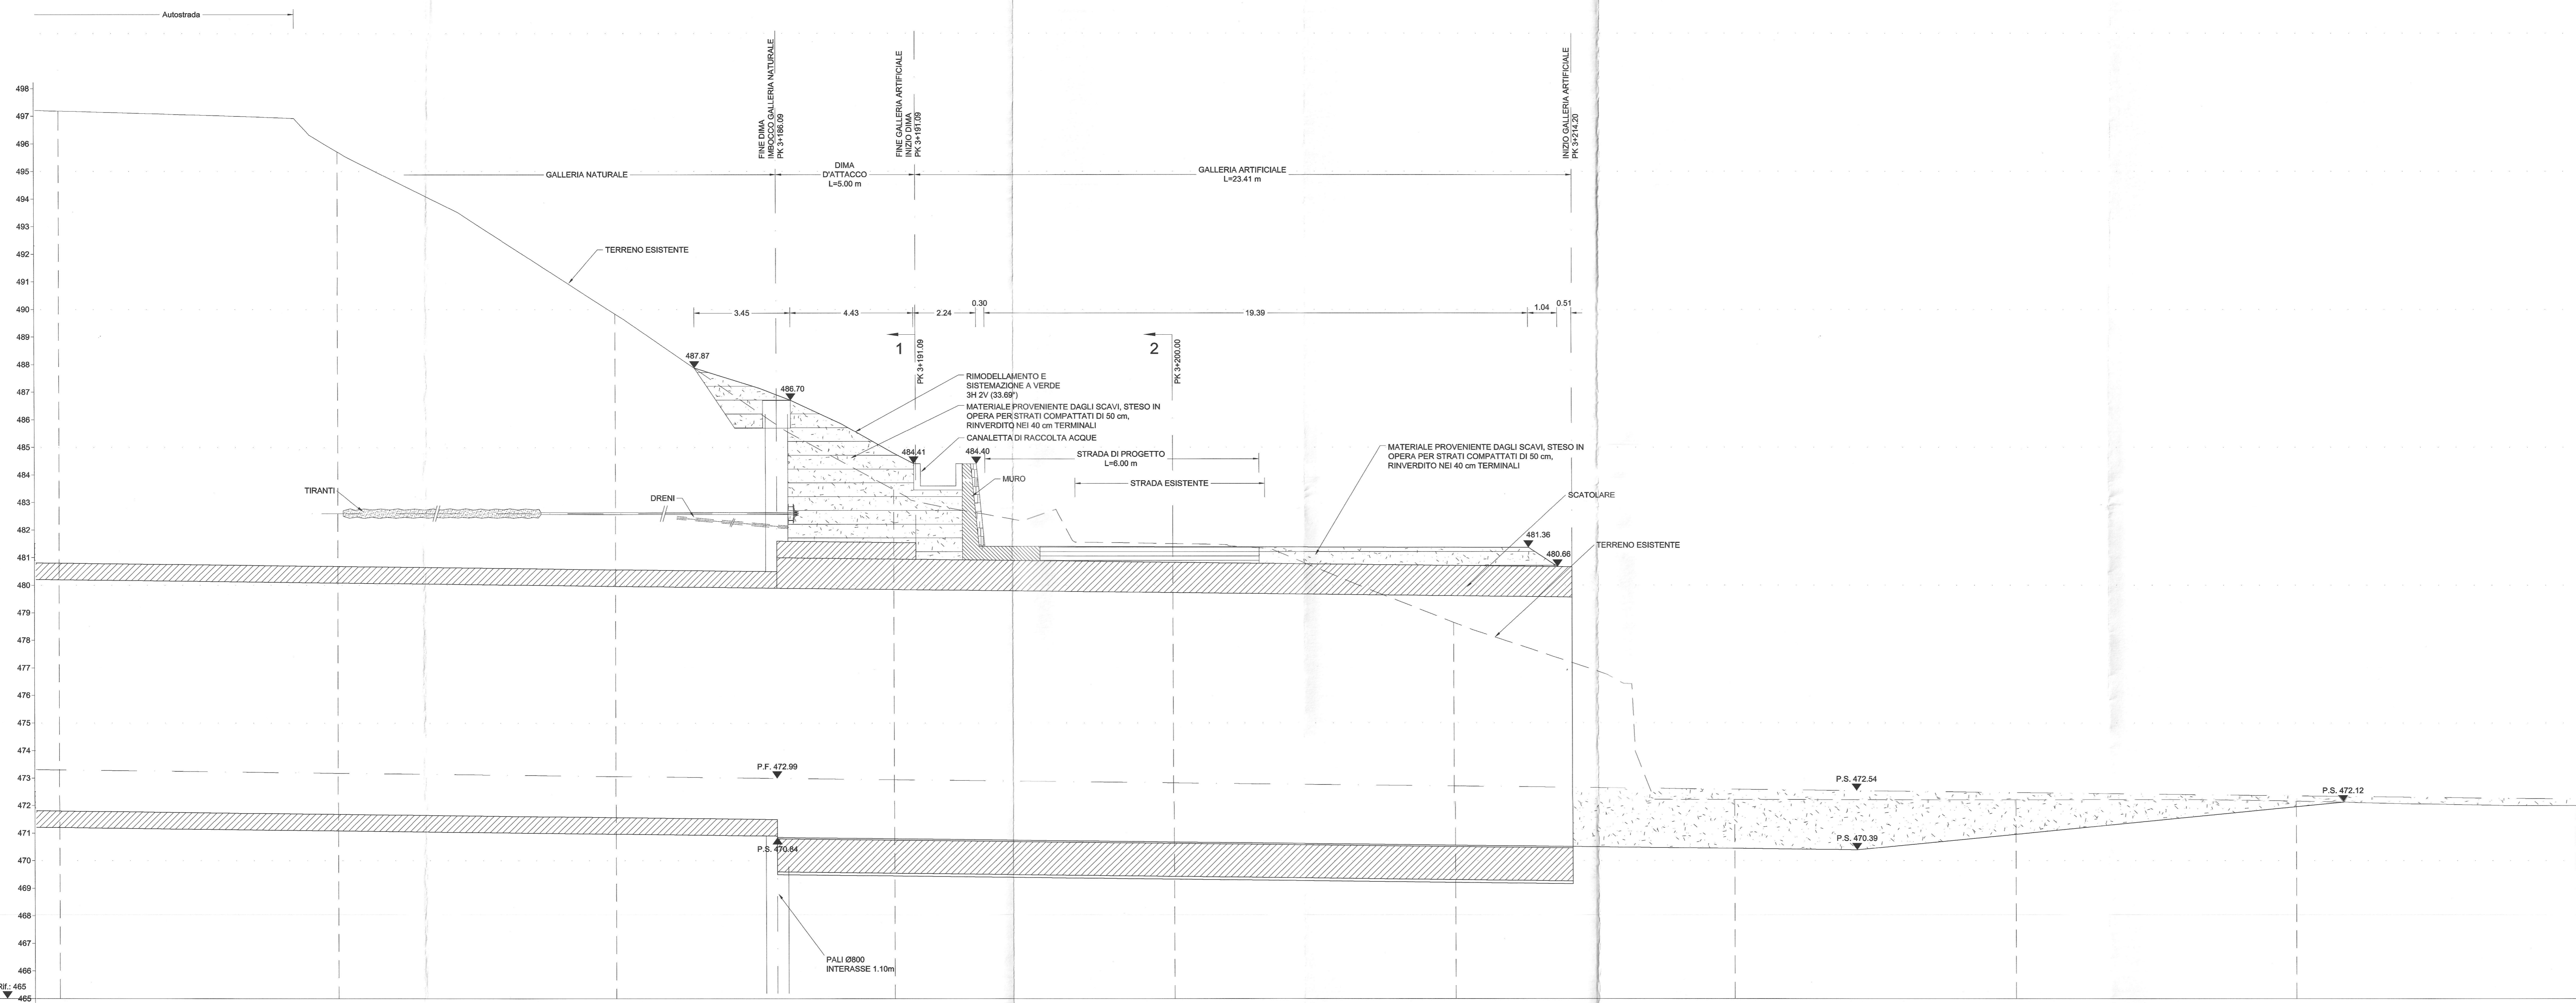 Autostrada
FINE DIMA
IMBOCCO GALLERIA NATURALE
PK 3+186.09
FINE GALLERIA ARTIFICIALE
INIZIO DIMA
PK 3+191.09
INIZIO GALLERIA ARTIFICIALE
PK 3+214.20
GALLERIA NATURALE
DIMA
D'ATTACCO
L=5.00 m
GALLERIA ARTIFICIALE
L=23.41 m
498
497
496
495
494
493
492
491
490
489
488
487
486
485
484
483
482
481
480
479
478
477
476
475
474
473
472
471
470
469
468
467
466
Rif.: 465
465
TERRENO ESISTENTE
3.45
4.43
2.24
0.30
19.39
1.04
0.51
1
PK 3+191.09
2
PK 3+200.00
487.87
486.70
RIMODELLAMENTO E
SISTEMAZIONE A VERDE
3H 2V (33.69°)
MATERIALE PROVENIENTE DAGLI SCAVI, STESO IN
OPERA PER STRATI COMPATTATI DI 50 cm,
RINVERDITO NEI 40 cm TERMINALI
CANALETTA DI RACCOLTA ACQUE
484.41
484.40
STRADA DI PROGETTO
L=6.00 m
MURO
STRADA ESISTENTE
MATERIALE PROVENIENTE DAGLI SCAVI, STESO IN
OPERA PER STRATI COMPATTATI DI 50 cm,
RINVERDITO NEI 40 cm TERMINALI
SCATOLARE
TIRANTI
DRENI
481.36
480.66
TERRENO ESISTENTE
P.F. 472.99
P.S. 472.54
P.S. 472.12
P.S. 470.84
P.S. 470.39
PALI Ø800
INTERASSE 1.10m